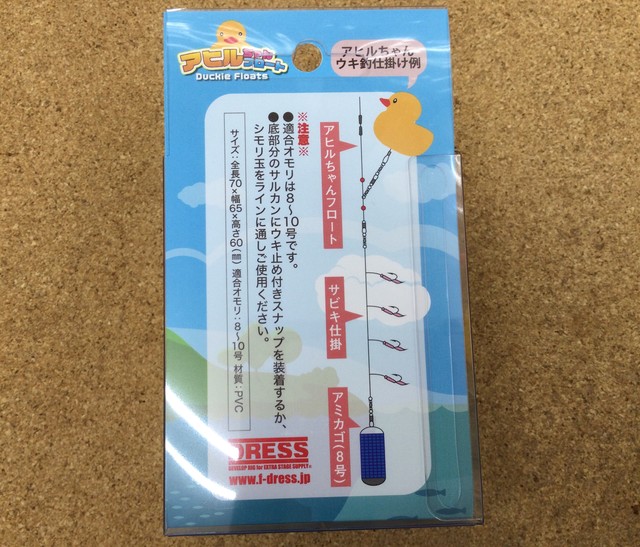 アヒルちゃんフロート
Duckie Floats
アヒルちゃん
ウキ釣仕掛け例
※注意※
●適合オモリは8～10号です。
●底部分のサルカンにウキ止め付きスナップを装着するか、
シモリ玉をラインに通しご使用ください。
サイズ:全長70×幅65×高さ60(㎜) 適合オモリ:8～10号 材質:PVC
アヒルちゃんフロート
サビキ仕掛
アミカゴ(8号)
DRESS
DEVELOP RIG for EXTRA STAGE SUPPLY
www.f-dress.jp